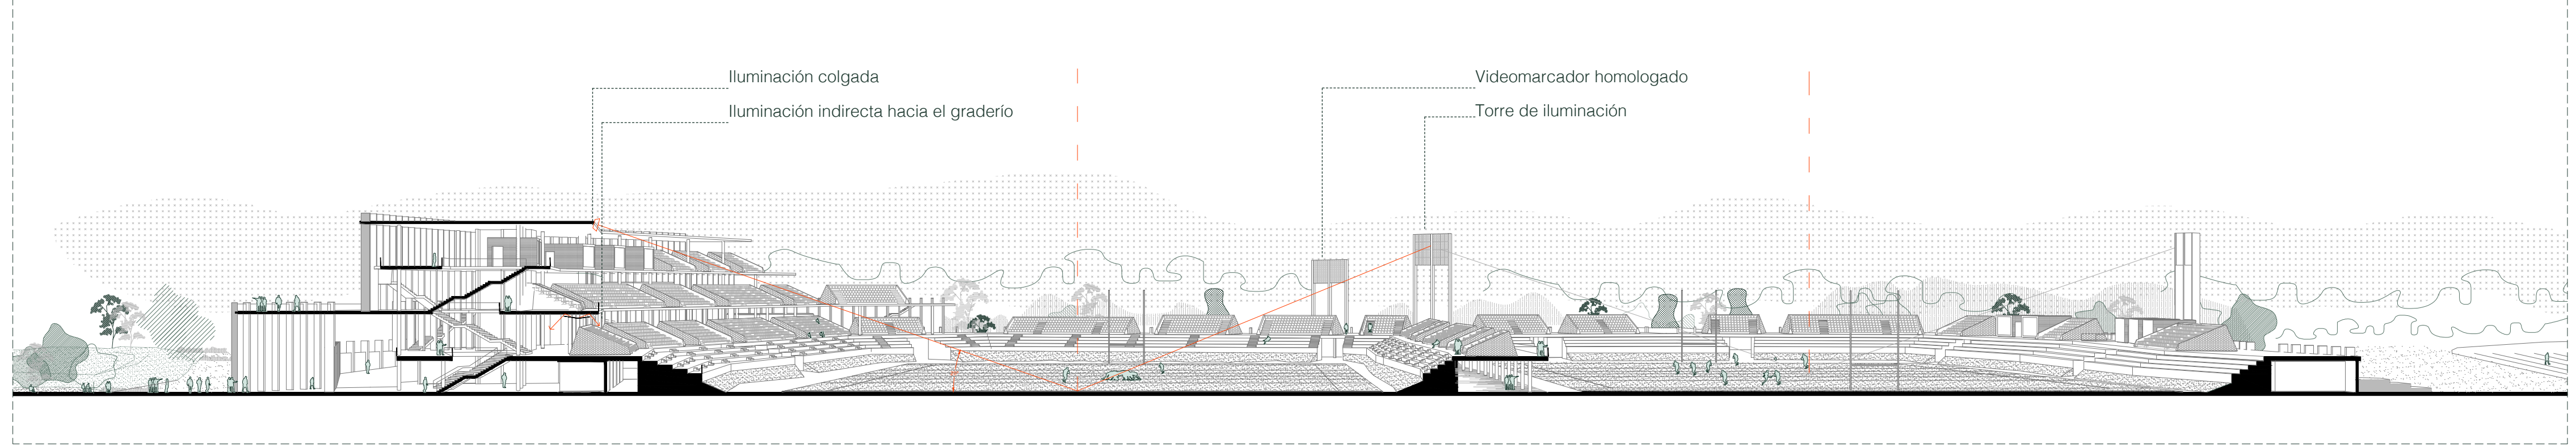 Iluminación colgada
Iluminación indirecta hacia el graderío
Videomarcador homologado
Torre de iluminación